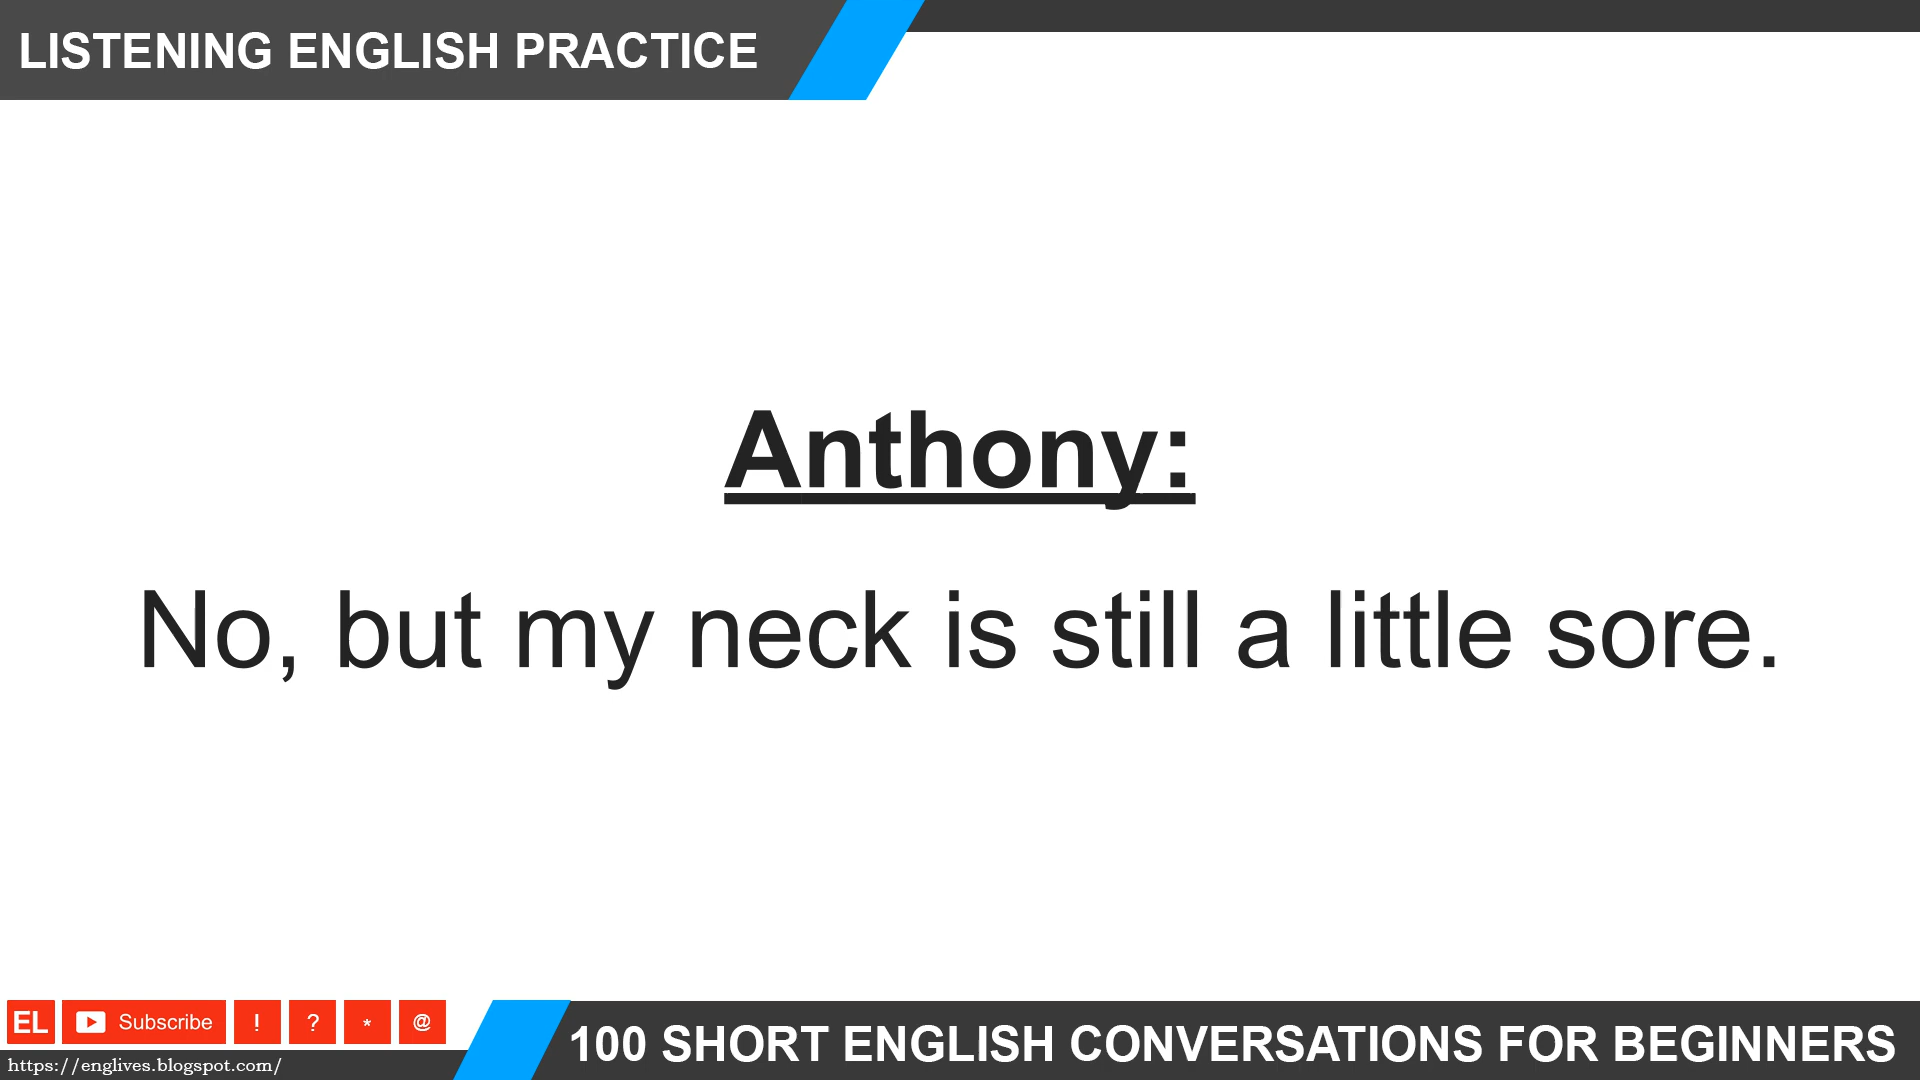 LISTENING ENGLISH PRACTICE
Anthony:
No, but my neck is still a little sore.
EL Subscribe ! ? * @
https://englives.blogspot.com/
100 SHORT ENGLISH CONVERSATIONS FOR BEGINNERS